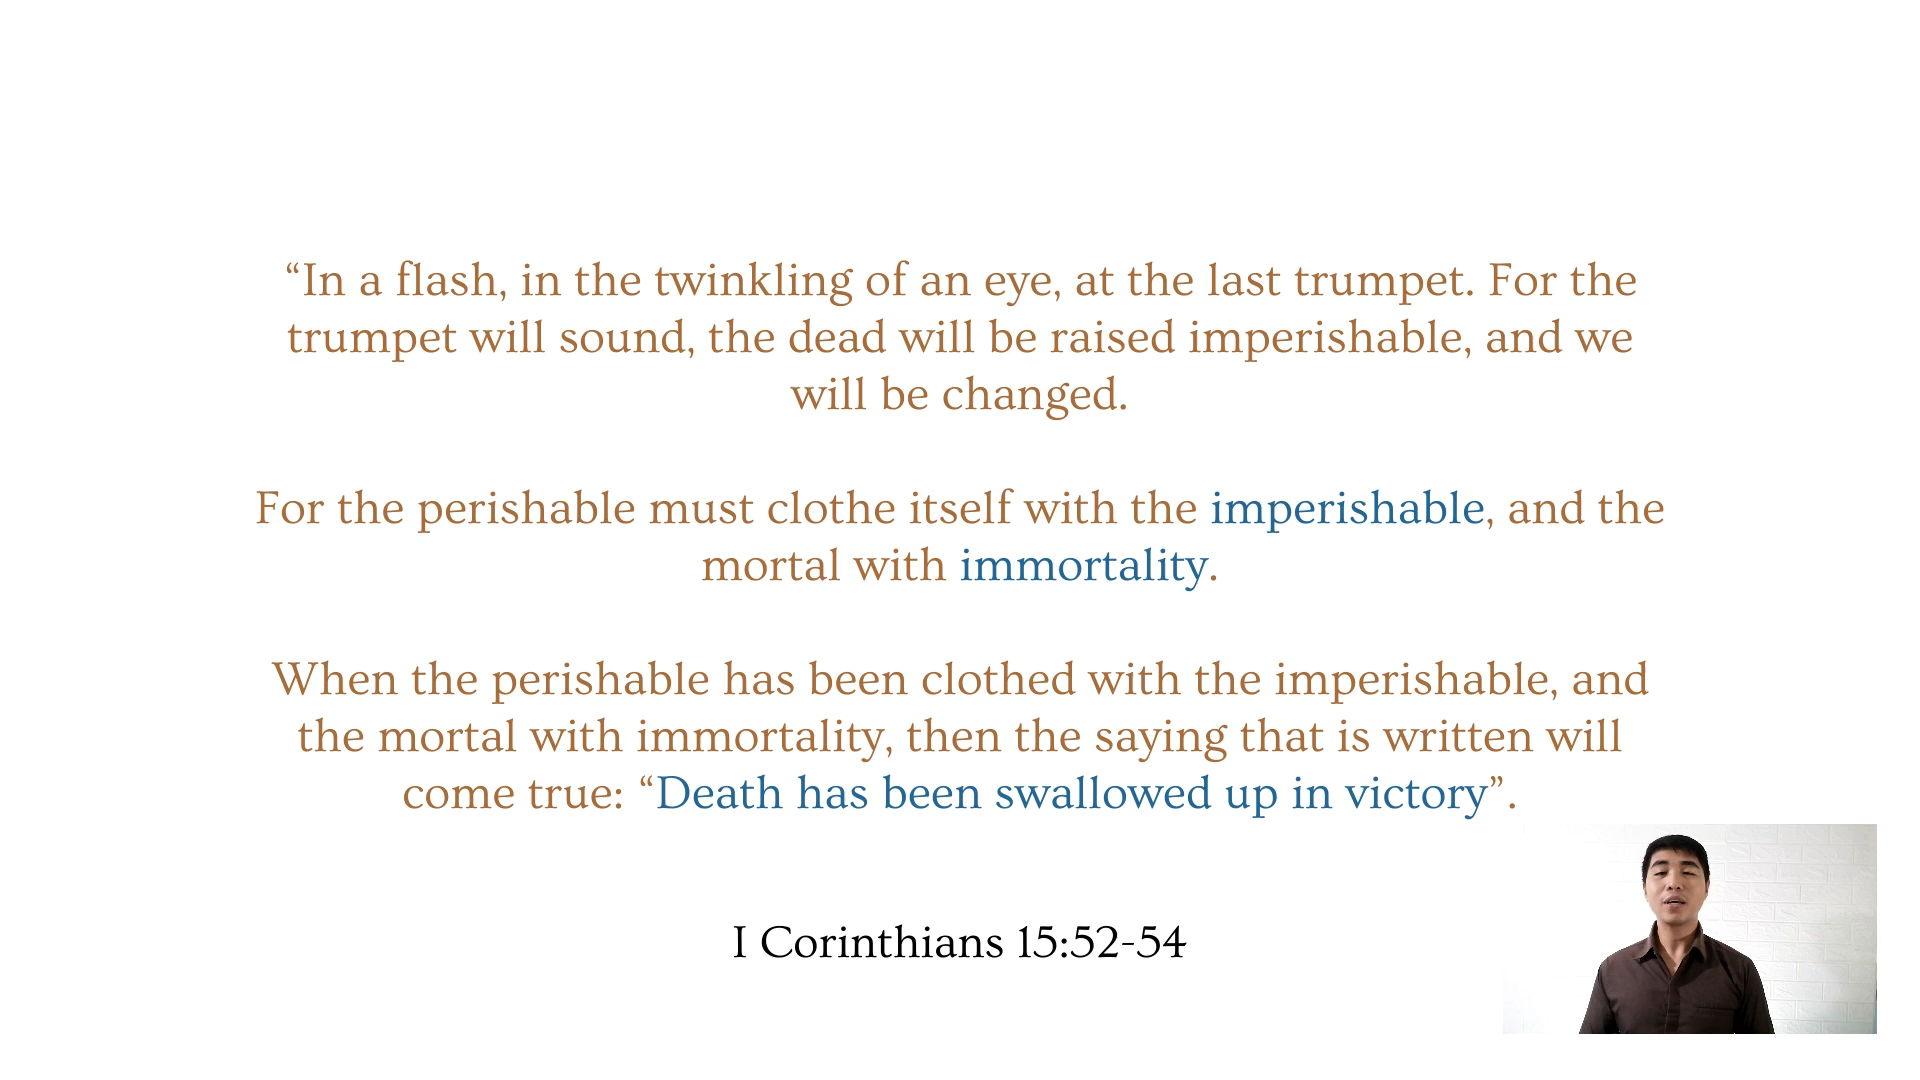 “In a flash, in the twinkling of an eye, at the last trumpet. For the
trumpet will sound, the dead will be raised imperishable, and we
will be changed.
For the perishable must clothe itself with the imperishable, and the
mortal with immortality.
When the perishable has been clothed with the imperishable, and
the mortal with immortality, then the saying that is written will
come true: “Death has been swallowed up in victory”.
I Corinthians 15:52-54